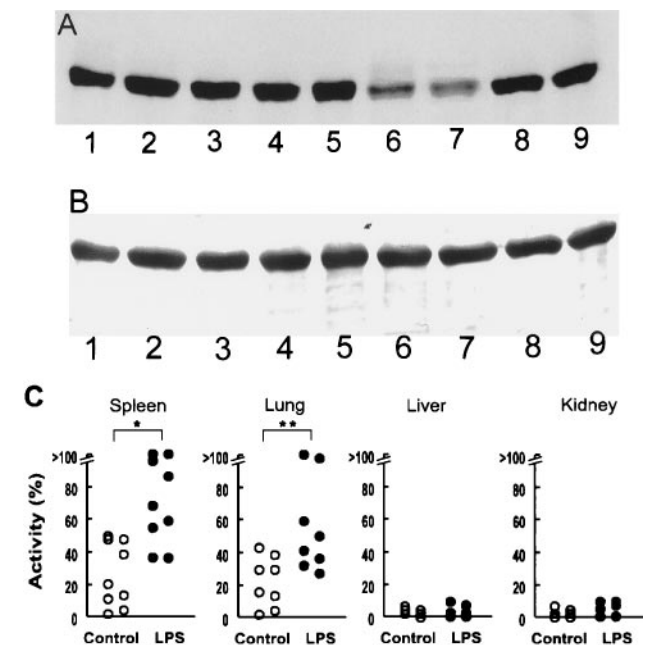 A
1 2 3 4 5 6 7 8 9
B
1 2 3 4 5 6 7 8 9
C
Spleen Lung Liver Kidney
* **
>100 >100 >100 >100
80 80 80 80
60 60 60 60
40 40 40 40
20 20 20 20
0 0 0 0
Activity (%)
Control LPS Control LPS Control LPS Control LPS